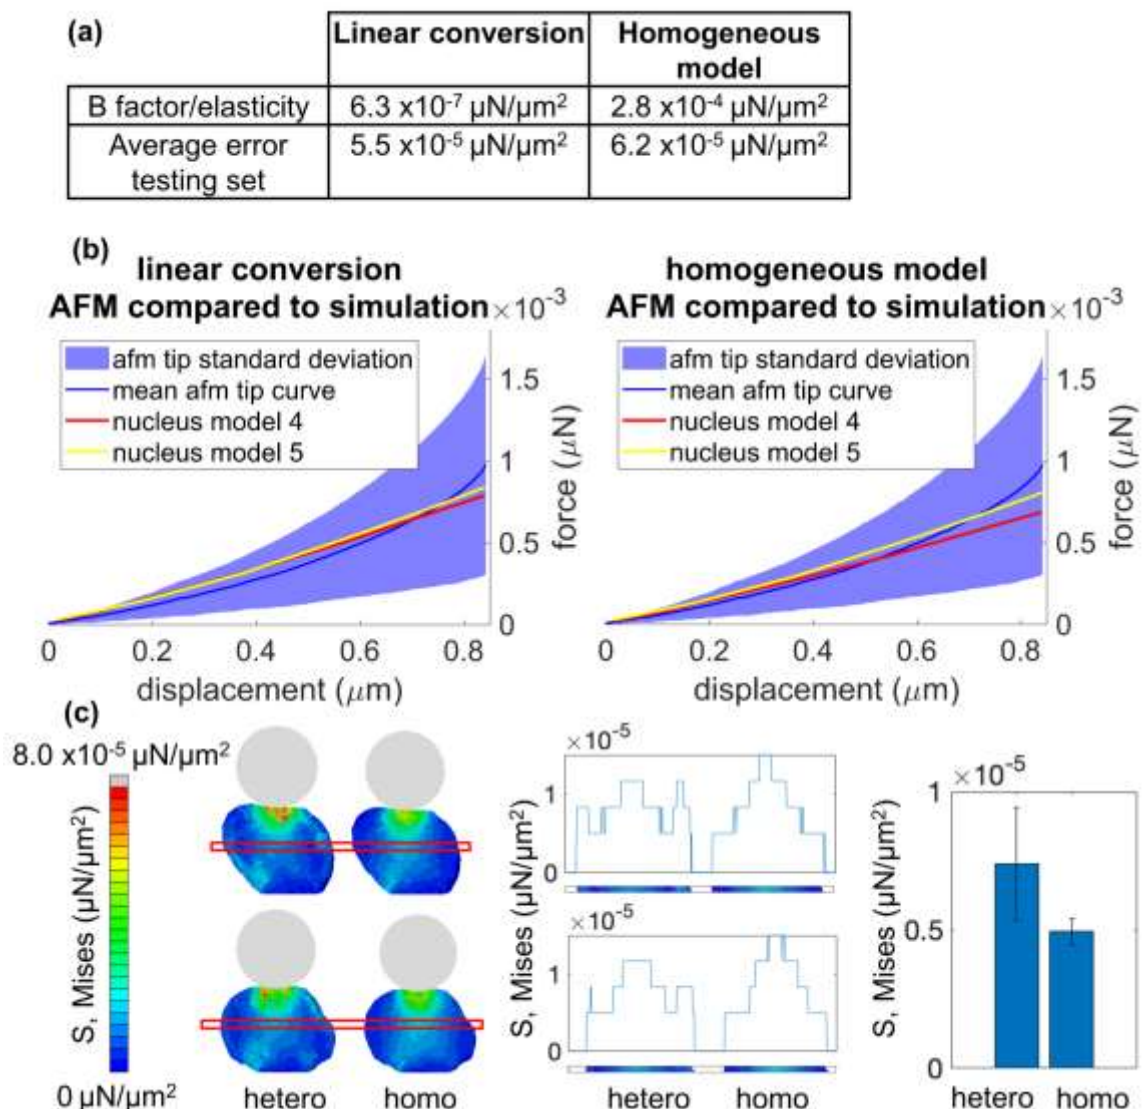 (a)
Linear conversion Homogeneous model
B factor/elasticity 6.3 x10⁻⁷ µN/µm² 2.8 x10⁻⁴ µN/µm²
Average error testing set 5.5 x10⁻⁵ µN/µm² 6.2 x10⁻⁵ µN/µm²
(b)
linear conversion
AFM compared to simulation
×10⁻³
afm tip standard deviation
mean afm tip curve
nucleus model 4
nucleus model 5
1.5
1
0.5
0
force (µN)
0 0.2 0.4 0.6 0.8
displacement (µm)
homogeneous model
AFM compared to simulation
×10⁻³
afm tip standard deviation
mean afm tip curve
nucleus model 4
nucleus model 5
1.5
1
0.5
0
force (µN)
0 0.2 0.4 0.6 0.8
displacement (µm)
(c)
8.0 x10⁻⁵ µN/µm²
S, Mises (µN/µm²)
0 µN/µm²
hetero homo
×10⁻⁵
1
0
×10⁻⁵
1
0
S, Mises (µN/µm²)
hetero homo
×10⁻⁵
1
0.5
0
S, Mises (µN/µm²)
hetero homo